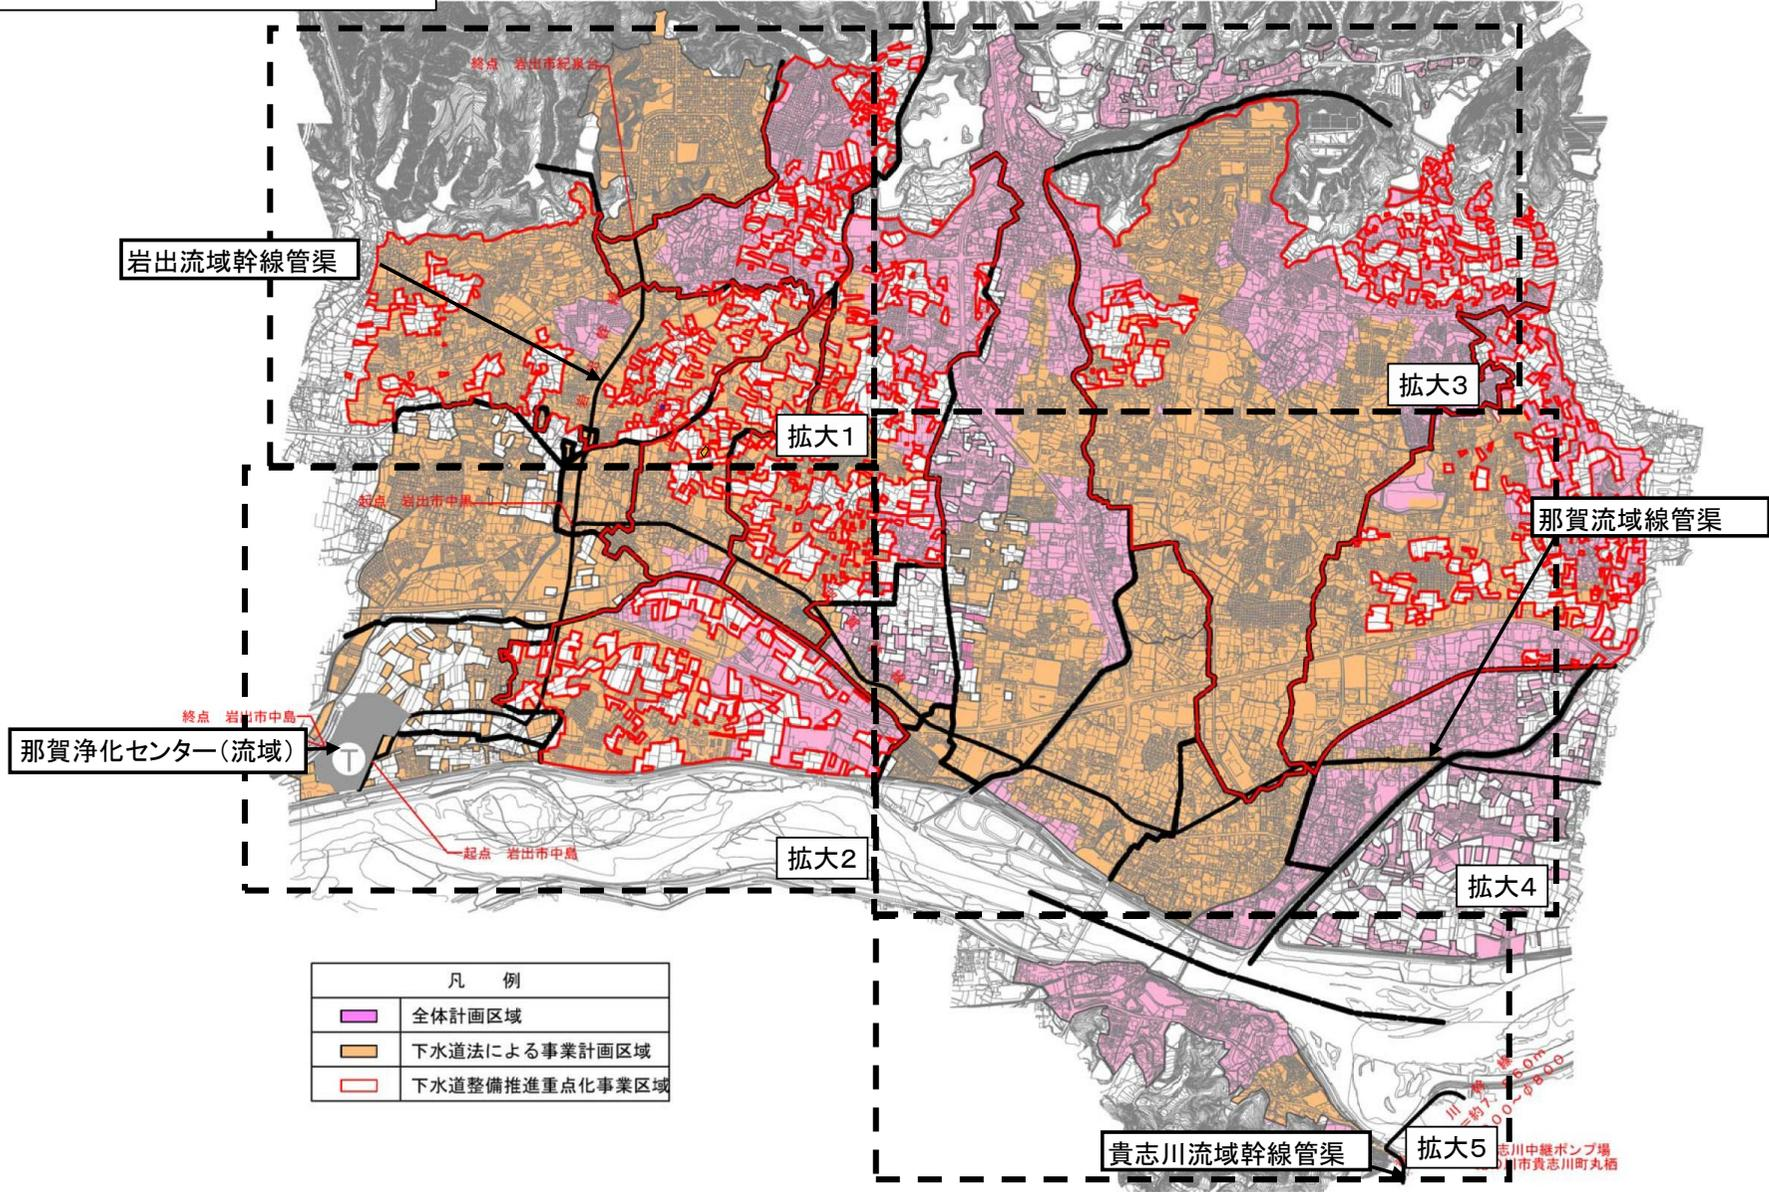 終点　岩出市紀泉台
岩出流域幹線管渠
拡大3
拡大1
起点　岩出市中黒
那賀流域線管渠
終点　岩出市中島
那賀浄化センター（流域）
T
起点　岩出市中島
拡大2
拡大4
凡　例
全体計画区域
下水道法による事業計画区域
下水道整備推進重点化事業区域
川幹線
貴志川流域幹線管渠
拡大5
志川中継ポンプ場
川市貴志川町丸栖